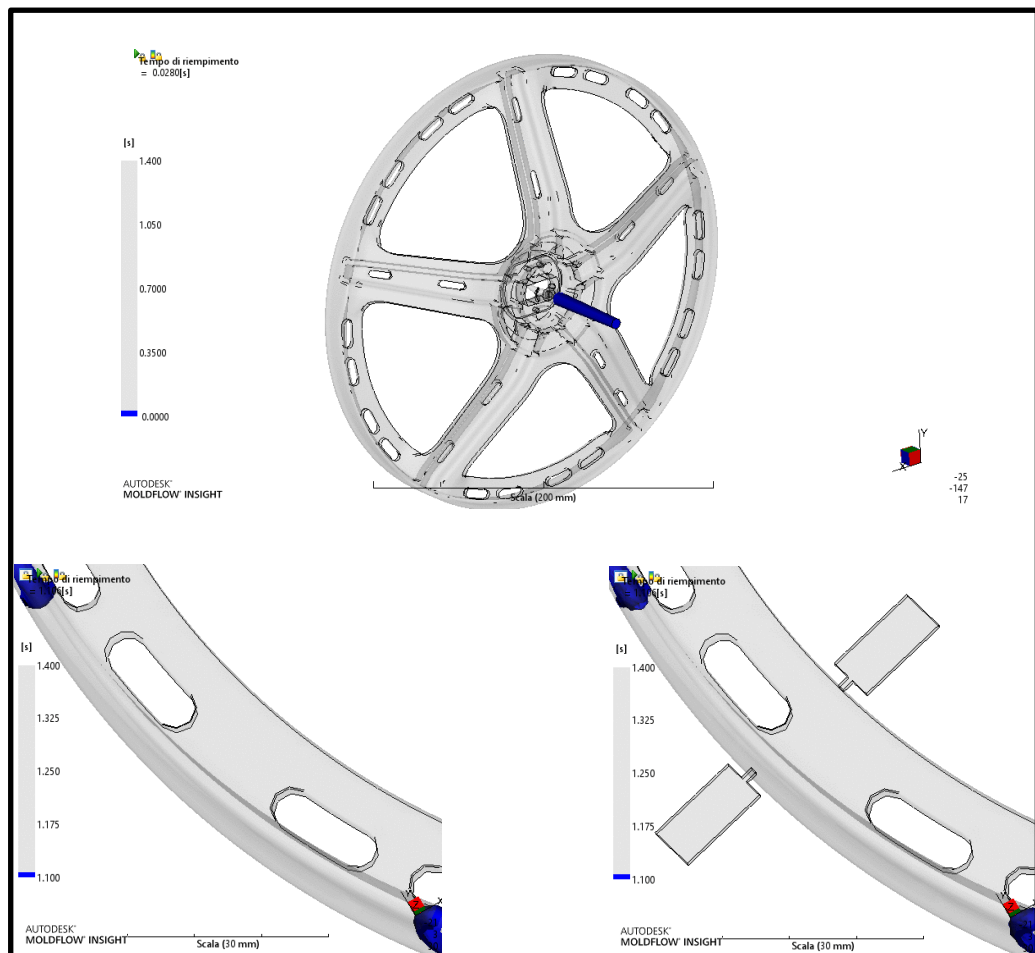 Tempo di riempimento
= 0.0280[s]
[s]
1.400
1.050
0.7000
0.3500
0.0000
AUTODESK®
MOLDFLOW® INSIGHT
Scala (200 mm)
Y
X
-25
-147
17
Tempo di riempimento
[s]
1.400
1.325
1.250
1.175
1.100
AUTODESK®
MOLDFLOW® INSIGHT
Scala (30 mm)
Y
Z
X
Tempo di riempimento
[s]
1.400
1.325
1.250
1.175
1.100
AUTODESK®
MOLDFLOW® INSIGHT
Scala (30 mm)
Y
Z